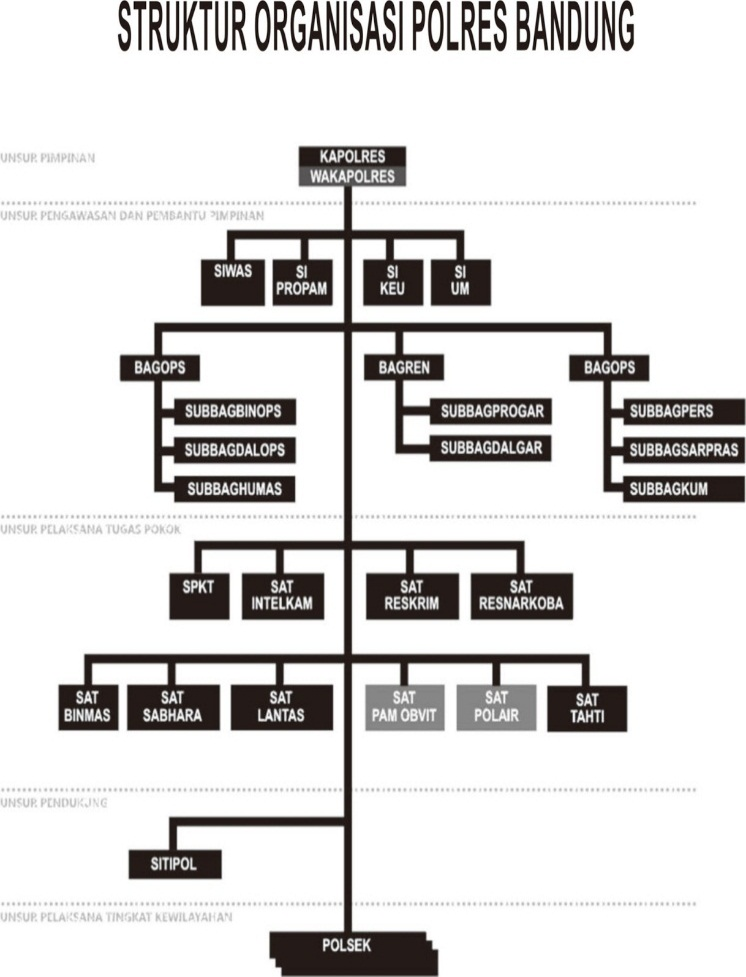 STRUKTUR ORGANISASI POLRES BANDUNG
UNSUR PIMPINAN
KAPOLRES
WAKAPOLRES
UNSUR PENGAWASAN DAN PEMBANTU PIMPINAN
SIWAS
SI
PROPAM
SI
KEU
SI
UM
BAGOPS
SUBBAGBINOPS
SUBBAGDALOPS
SUBBAGHUMAS
BAGREN
SUBBAGPROGAR
SUBBAGDALGAR
BAGOPS
SUBBAGPERS
SUBBAGSARPRAS
SUBBAGKUM
UNSUR PELAKSANA TUGAS POKOK
SPKT
SAT
INTELKAM
SAT
RESKRIM
SAT
RESNARKOBA
SAT
BINMAS
SAT
SABHARA
SAT
LANTAS
SAT
PAM OBVIT
SAT
POLAIR
SAT
TAHTI
UNSUR PENDUKUNG
SITIPOL
UNSUR PELAKSANA TINGKAT KEWILAYAHAN
POLSEK